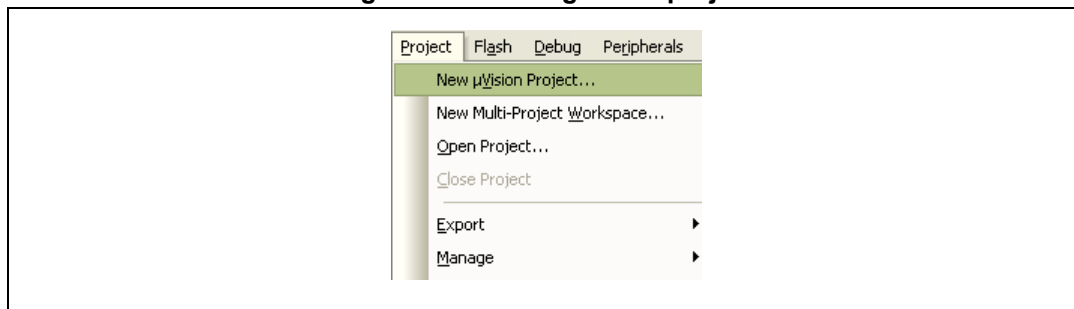 Project Flash Debug Peripherals
New µVision Project...
New Multi-Project Workspace...
Open Project...
Close Project
Export
Manage